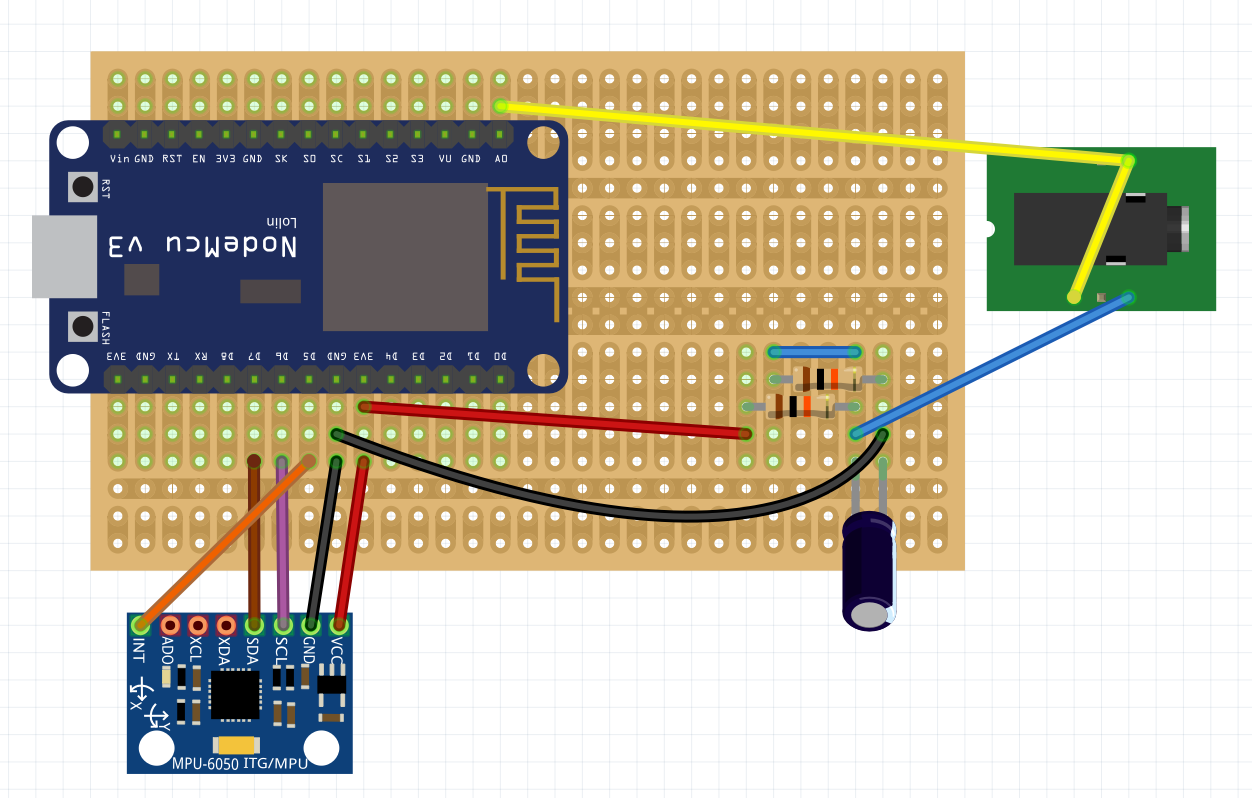 Vin GND RST EN 3V3 GND SK SO SC S1 S2 S3 VU GND A0
RST
Lolin
NodeMcu v3
FLASH
3V3 GND TX RX D8 D7 D6 D5 GND 3V3 D4 D3 D2 D1 D0
INT ADO XCL XDA SDA SCL GND VCC
X
Y
MPU-6050 ITG/MPU